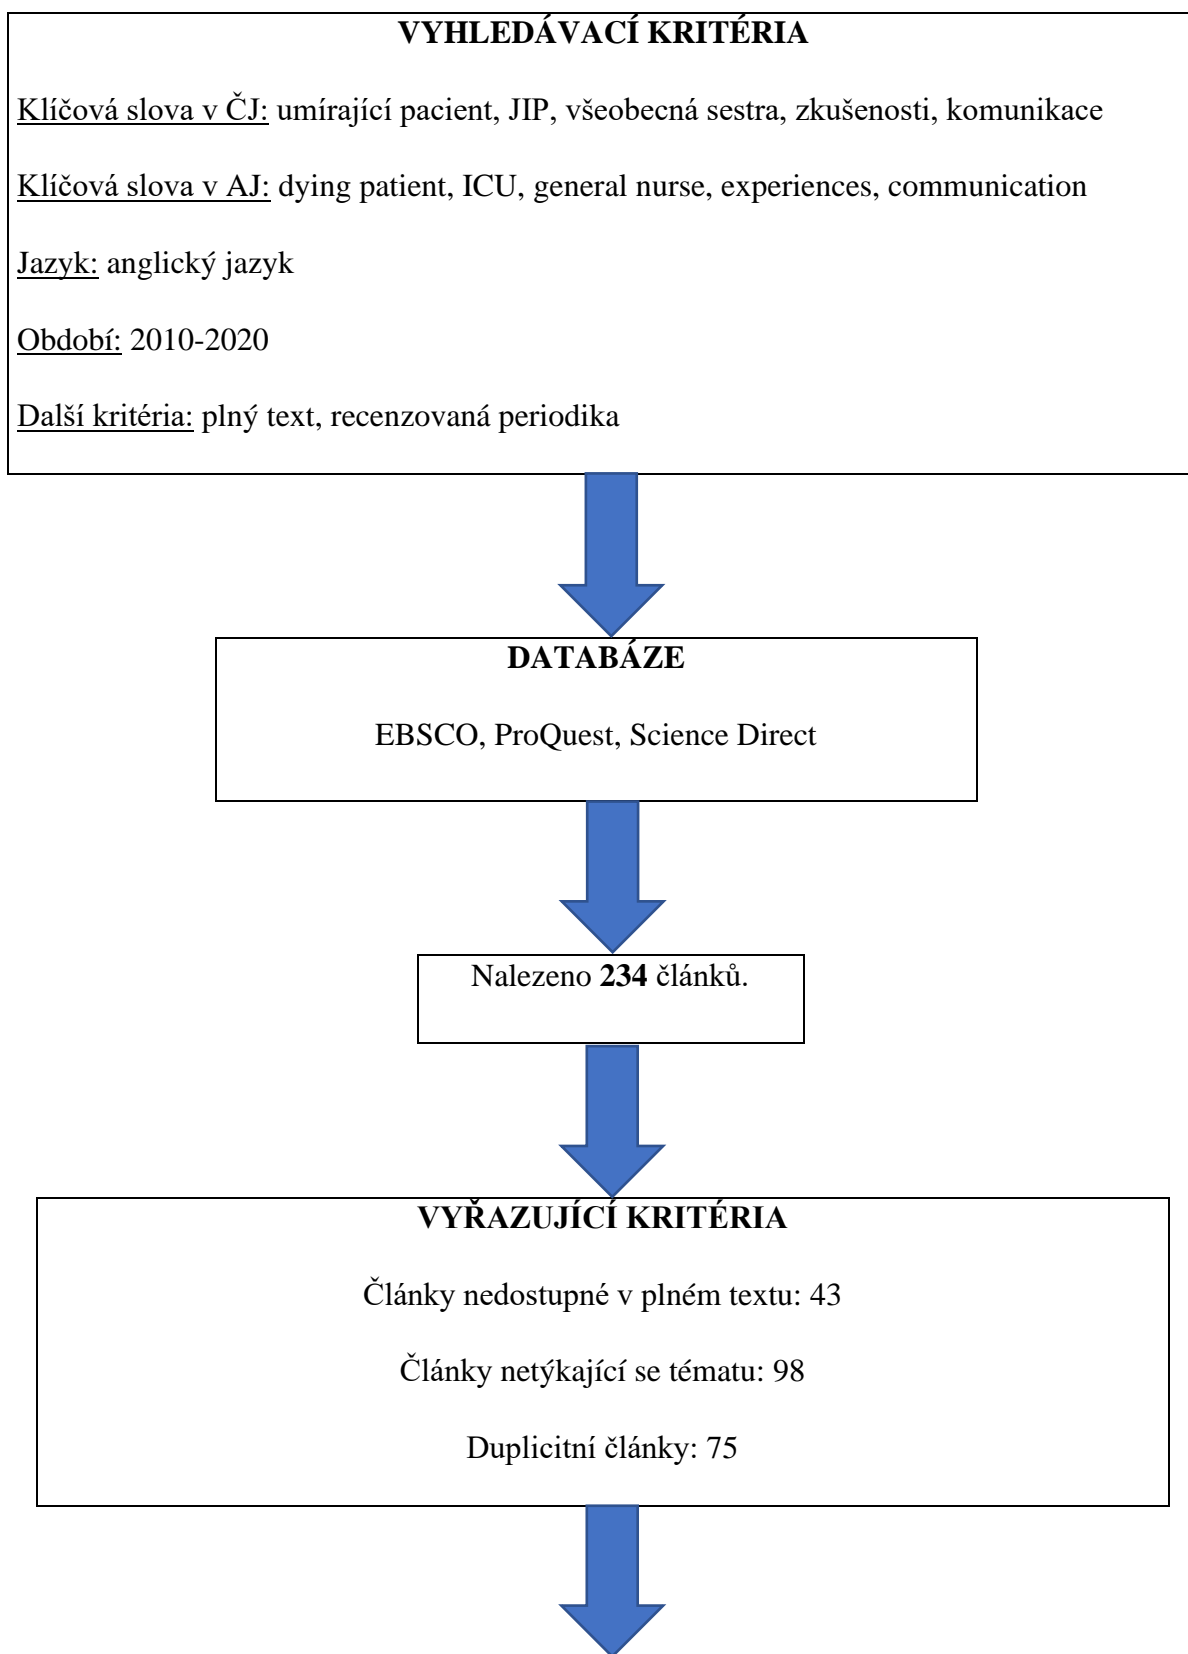 VYHLEDÁVACÍ KRITÉRIA
Klíčová slova v ČJ: umírající pacient, JIP, všeobecná sestra, zkušenosti, komunikace
Klíčová slova v AJ: dying patient, ICU, general nurse, experiences, communication
Jazyk: anglický jazyk
Období: 2010-2020
Další kritéria: plný text, recenzovaná periodika
DATABÁZE
EBSCO, ProQuest, Science Direct
Nalezeno 234 článků.
VYŘAZUJÍCÍ KRITÉRIA
Články nedostupné v plném textu: 43
Články netýkající se tématu: 98
Duplicitní články: 75